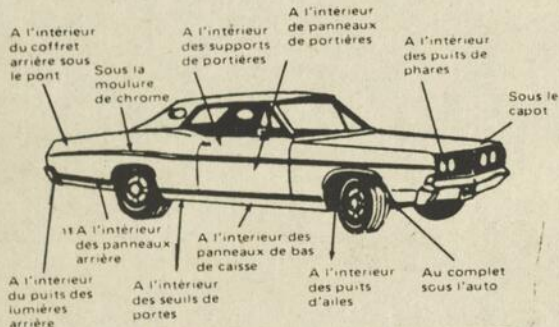 A l'intérieur
du coffret
arrière sous
le pont
Sous la
moulure
de chrome
A l'intérieur
des supports
de portières
A l'intérieur
de panneaux
de portières
A l'intérieur
des puits de
phares
Sous le
capot
A l'intérieur
du puits des
lumières
arrière
A l'intérieur
des panneaux
arrière
A l'intérieur
des seuils de
portes
A l'interieur des
panneaux de bas
de caisse
A l'interieur
des puits
d'ailes
Au complet
sous l'auto